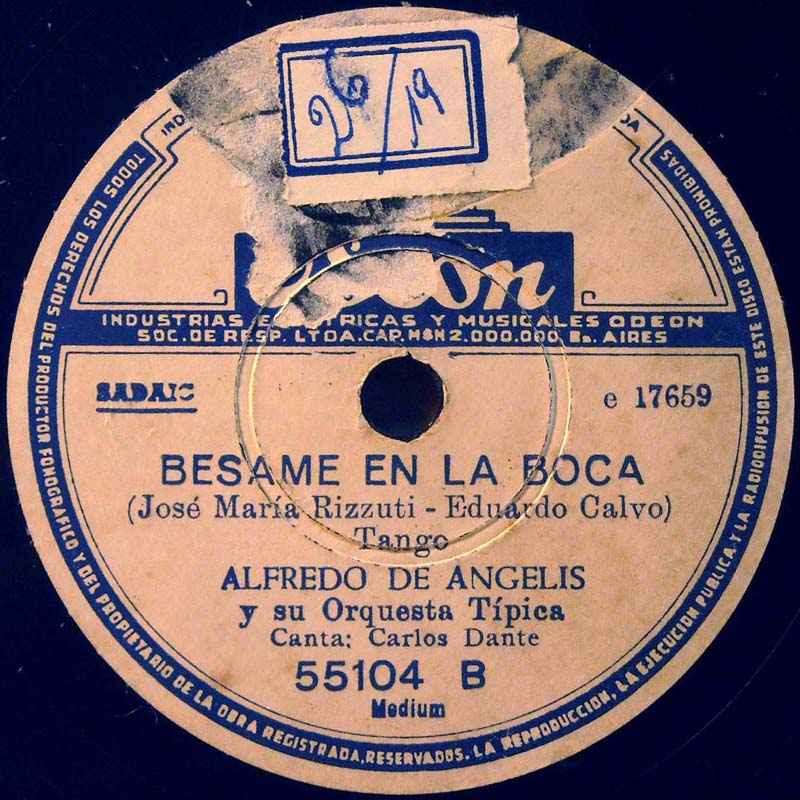 26/19
INDUSTRIAS E TRICAS Y MUSICALES ODEON
SOC. DE RESP. LTDA. CAP. M$N 2.000.000 Bs. AIRES
SADAIC
e 17659
BESAME EN LA BOCA
(José María Rizzuti - Eduardo Calvo)
Tango
ALFREDO DE ANGELIS
y su Orquesta Típica
Canta: Carlos Dante
55104 B
Medium
TODOS LOS DERECHOS DEL PRODUCTOR FONOGRAFICO Y DEL PROPIETARIO DE LA OBRA REGISTRADA, RESERVADOS. LA REPRODUCCION, LA EJECUCION PUBLICA Y LA RADIODIFUSION DE ESTE DISCO ESTAN PROHIBIDAS